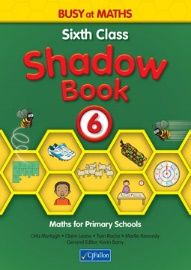 BUSY at MATHS
Sixth Class
Shadow
Book
6
Maths for Primary Schools
CJFallon